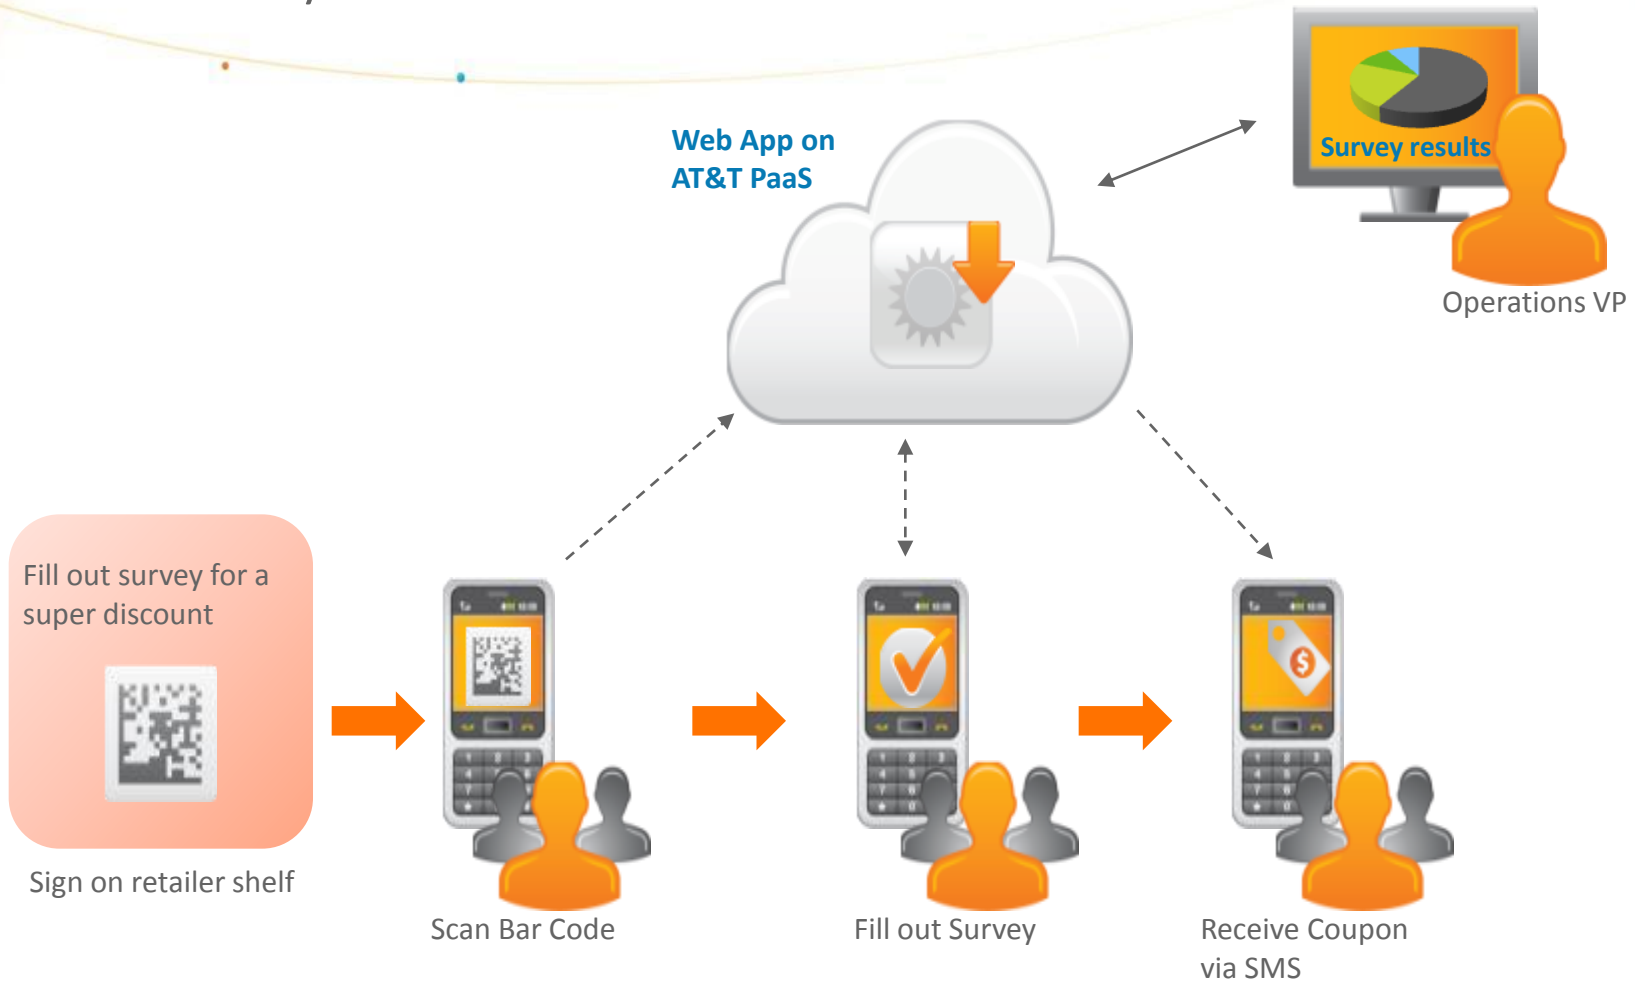 Web App on
AT&T PaaS
Survey results
Operations VP
Fill out survey for a
super discount
Sign on retailer shelf
Scan Bar Code
Fill out Survey
Receive Coupon
via SMS